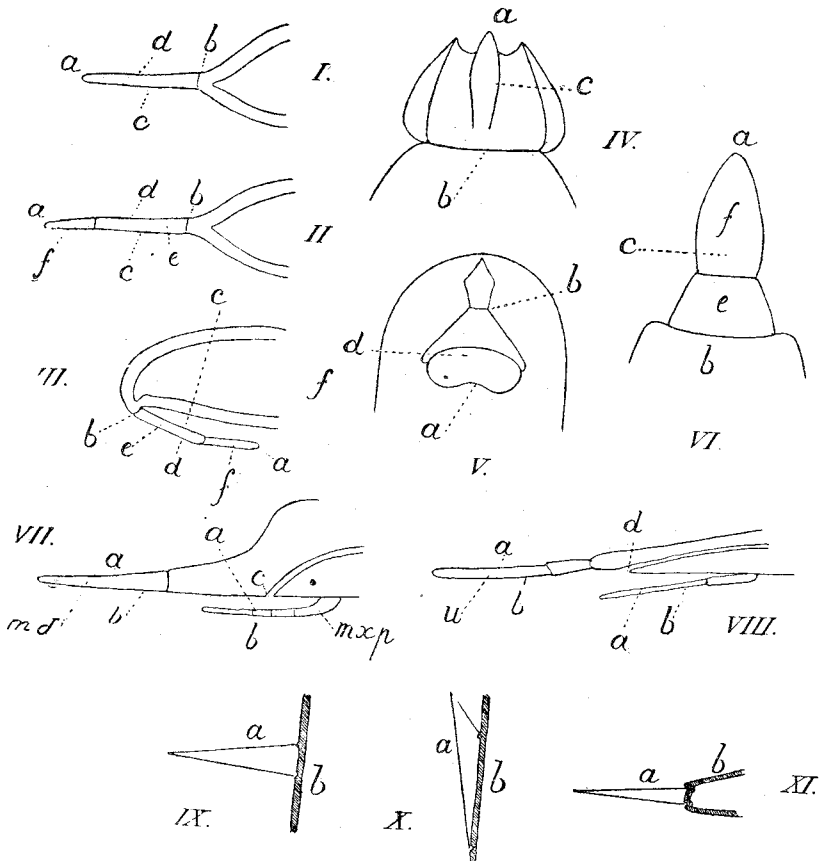 a d b I.
c
a d b II
f c e
c
III.
b e d f a
a
c
b IV.
f
b
d
a
V.
a
f
c
e
b
VI.
VII.
a a
c
md b b mxp
a d
u b a b VIII.
a
b
IX.
a
b
X.
a b XI.